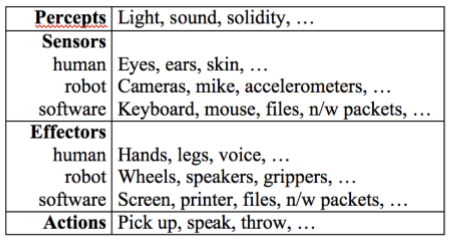 Percepts Light, sound, solidity, …
Sensors
human Eyes, ears, skin, …
robot Cameras, mike, accelerometers, …
software Keyboard, mouse, files, n/w packets, …
Effectors
human Hands, legs, voice, …
robot Wheels, speakers, grippers, …
software Screen, printer, files, n/w packets, …
Actions Pick up, speak, throw, …